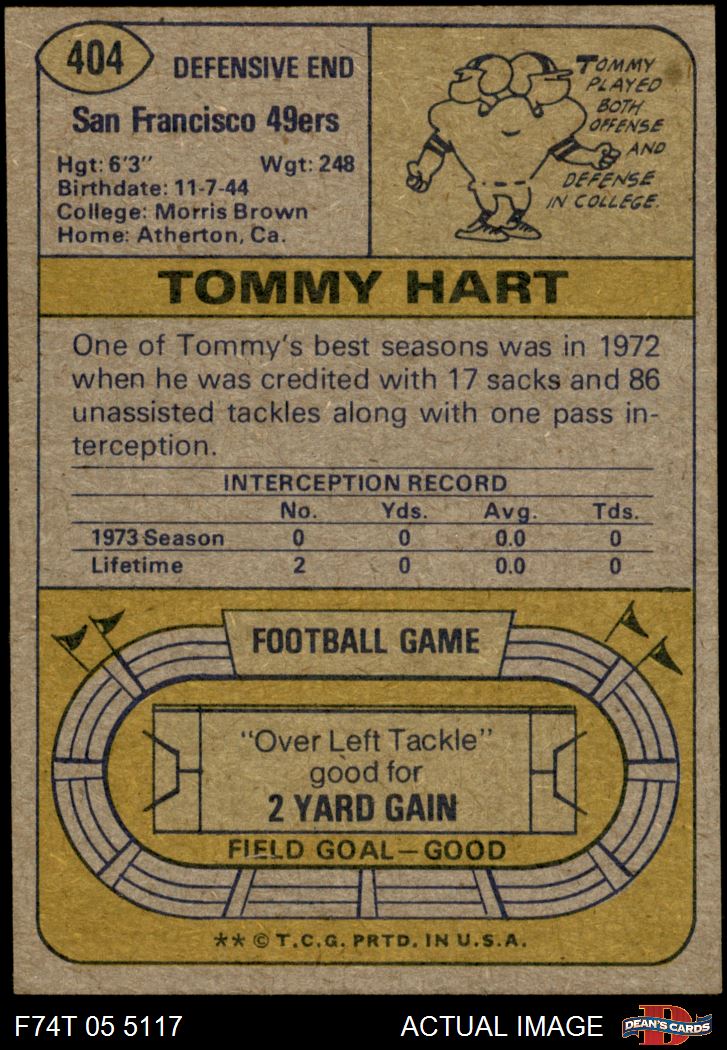 404
DEFENSIVE END
San Francisco 49ers
Hgt: 6'3" Wgt: 248
Birthdate: 11-7-44
College: Morris Brown
Home: Atherton, Ca.
TOMMY
PLAYED
BOTH
OFFENSE
AND
DEFENSE
IN COLLEGE.
TOMMY HART
One of Tommy's best seasons was in 1972
when he was credited with 17 sacks and 86
unassisted tackles along with one pass in-
terception.
INTERCEPTION RECORD
No. Yds. Avg. Tds.
1973 Season 0 0 0.0 0
Lifetime 2 0 0.0 0
FOOTBALL GAME
"Over Left Tackle"
good for
2 YARD GAIN
FIELD GOAL—GOOD
** © T.C.G. PRTD. IN U.S.A.
F74T 05 5117 ACTUAL IMAGE
D
DEAN'S CARDS